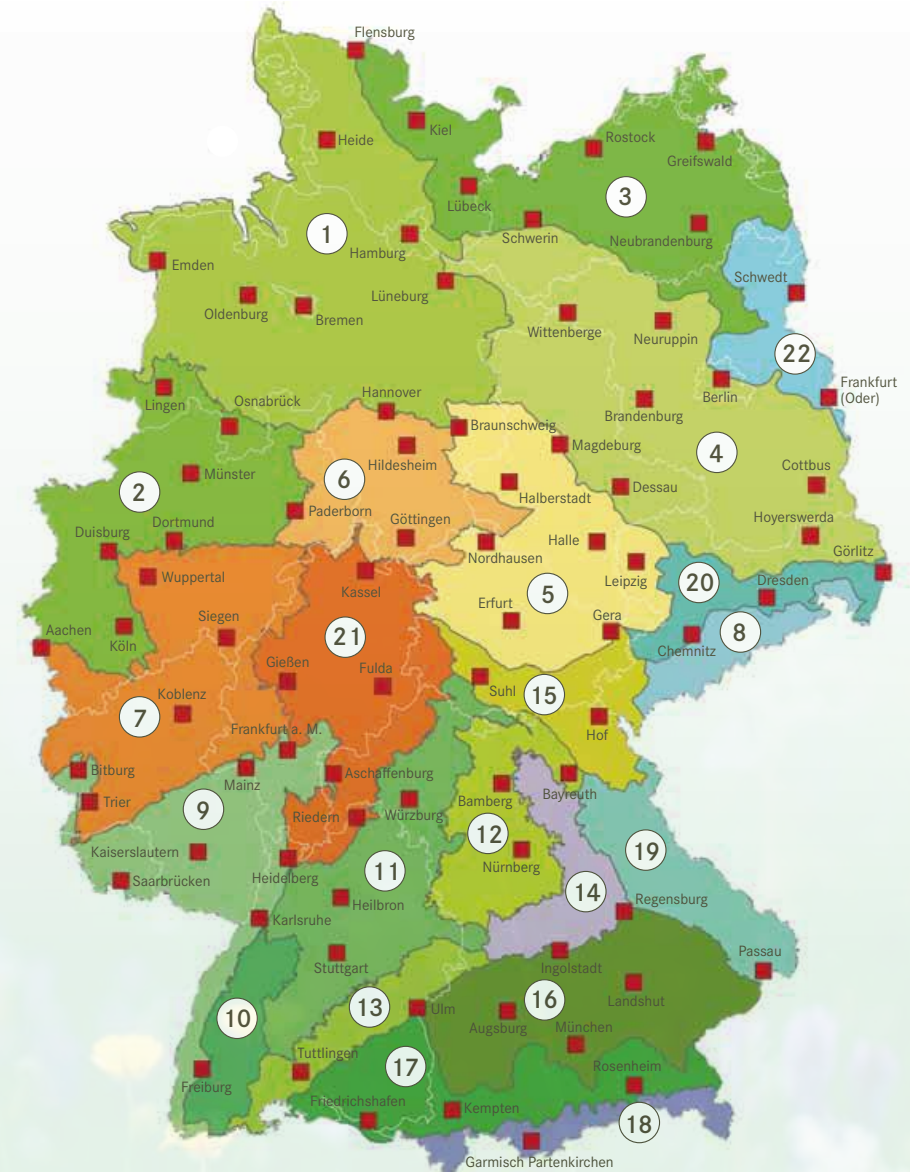 Flensburg
Kiel
Heide
Rostock
Greifswald
3
Lübeck
Schwerin
1
Hamburg
Neubrandenburg
Emden
Schwedt
Lüneburg
Oldenburg
Bremen
Wittenberge
Neuruppin
22
Lingen
Hannover
Osnabrück
Berlin
Frankfurt
(Oder)
Brandenburg
Braunschweig
Magdeburg
Hildesheim
4
6
Münster
Cottbus
2
Halberstadt
Dessau
Paderborn
Göttingen
Hoyerswerda
Dortmund
Duisburg
Nordhausen
Halle
Görlitz
Wuppertal
Kassel
Leipzig
20
Dresden
5
Siegen
Erfurt
Gera
Aachen
Köln
21
8
Chemnitz
Gießen
Fulda
Suhl
15
Koblenz
7
Hof
Frankfurt a. M.
Bitburg
Mainz
Aschaffenburg
Bayreuth
Trier
Bamberg
9
Riedern
Würzburg
12
Kaiserslautern
Nürnberg
19
Saarbrücken
Heidelberg
11
14
Heilbron
Regensburg
Karlsruhe
Stuttgart
Ingolstadt
Passau
Landshut
16
13
Ulm
Augsburg
10
München
Tuttlingen
17
Rosenheim
Freiburg
Friedrichshafen
Kempten
18
Garmisch Partenkirchen